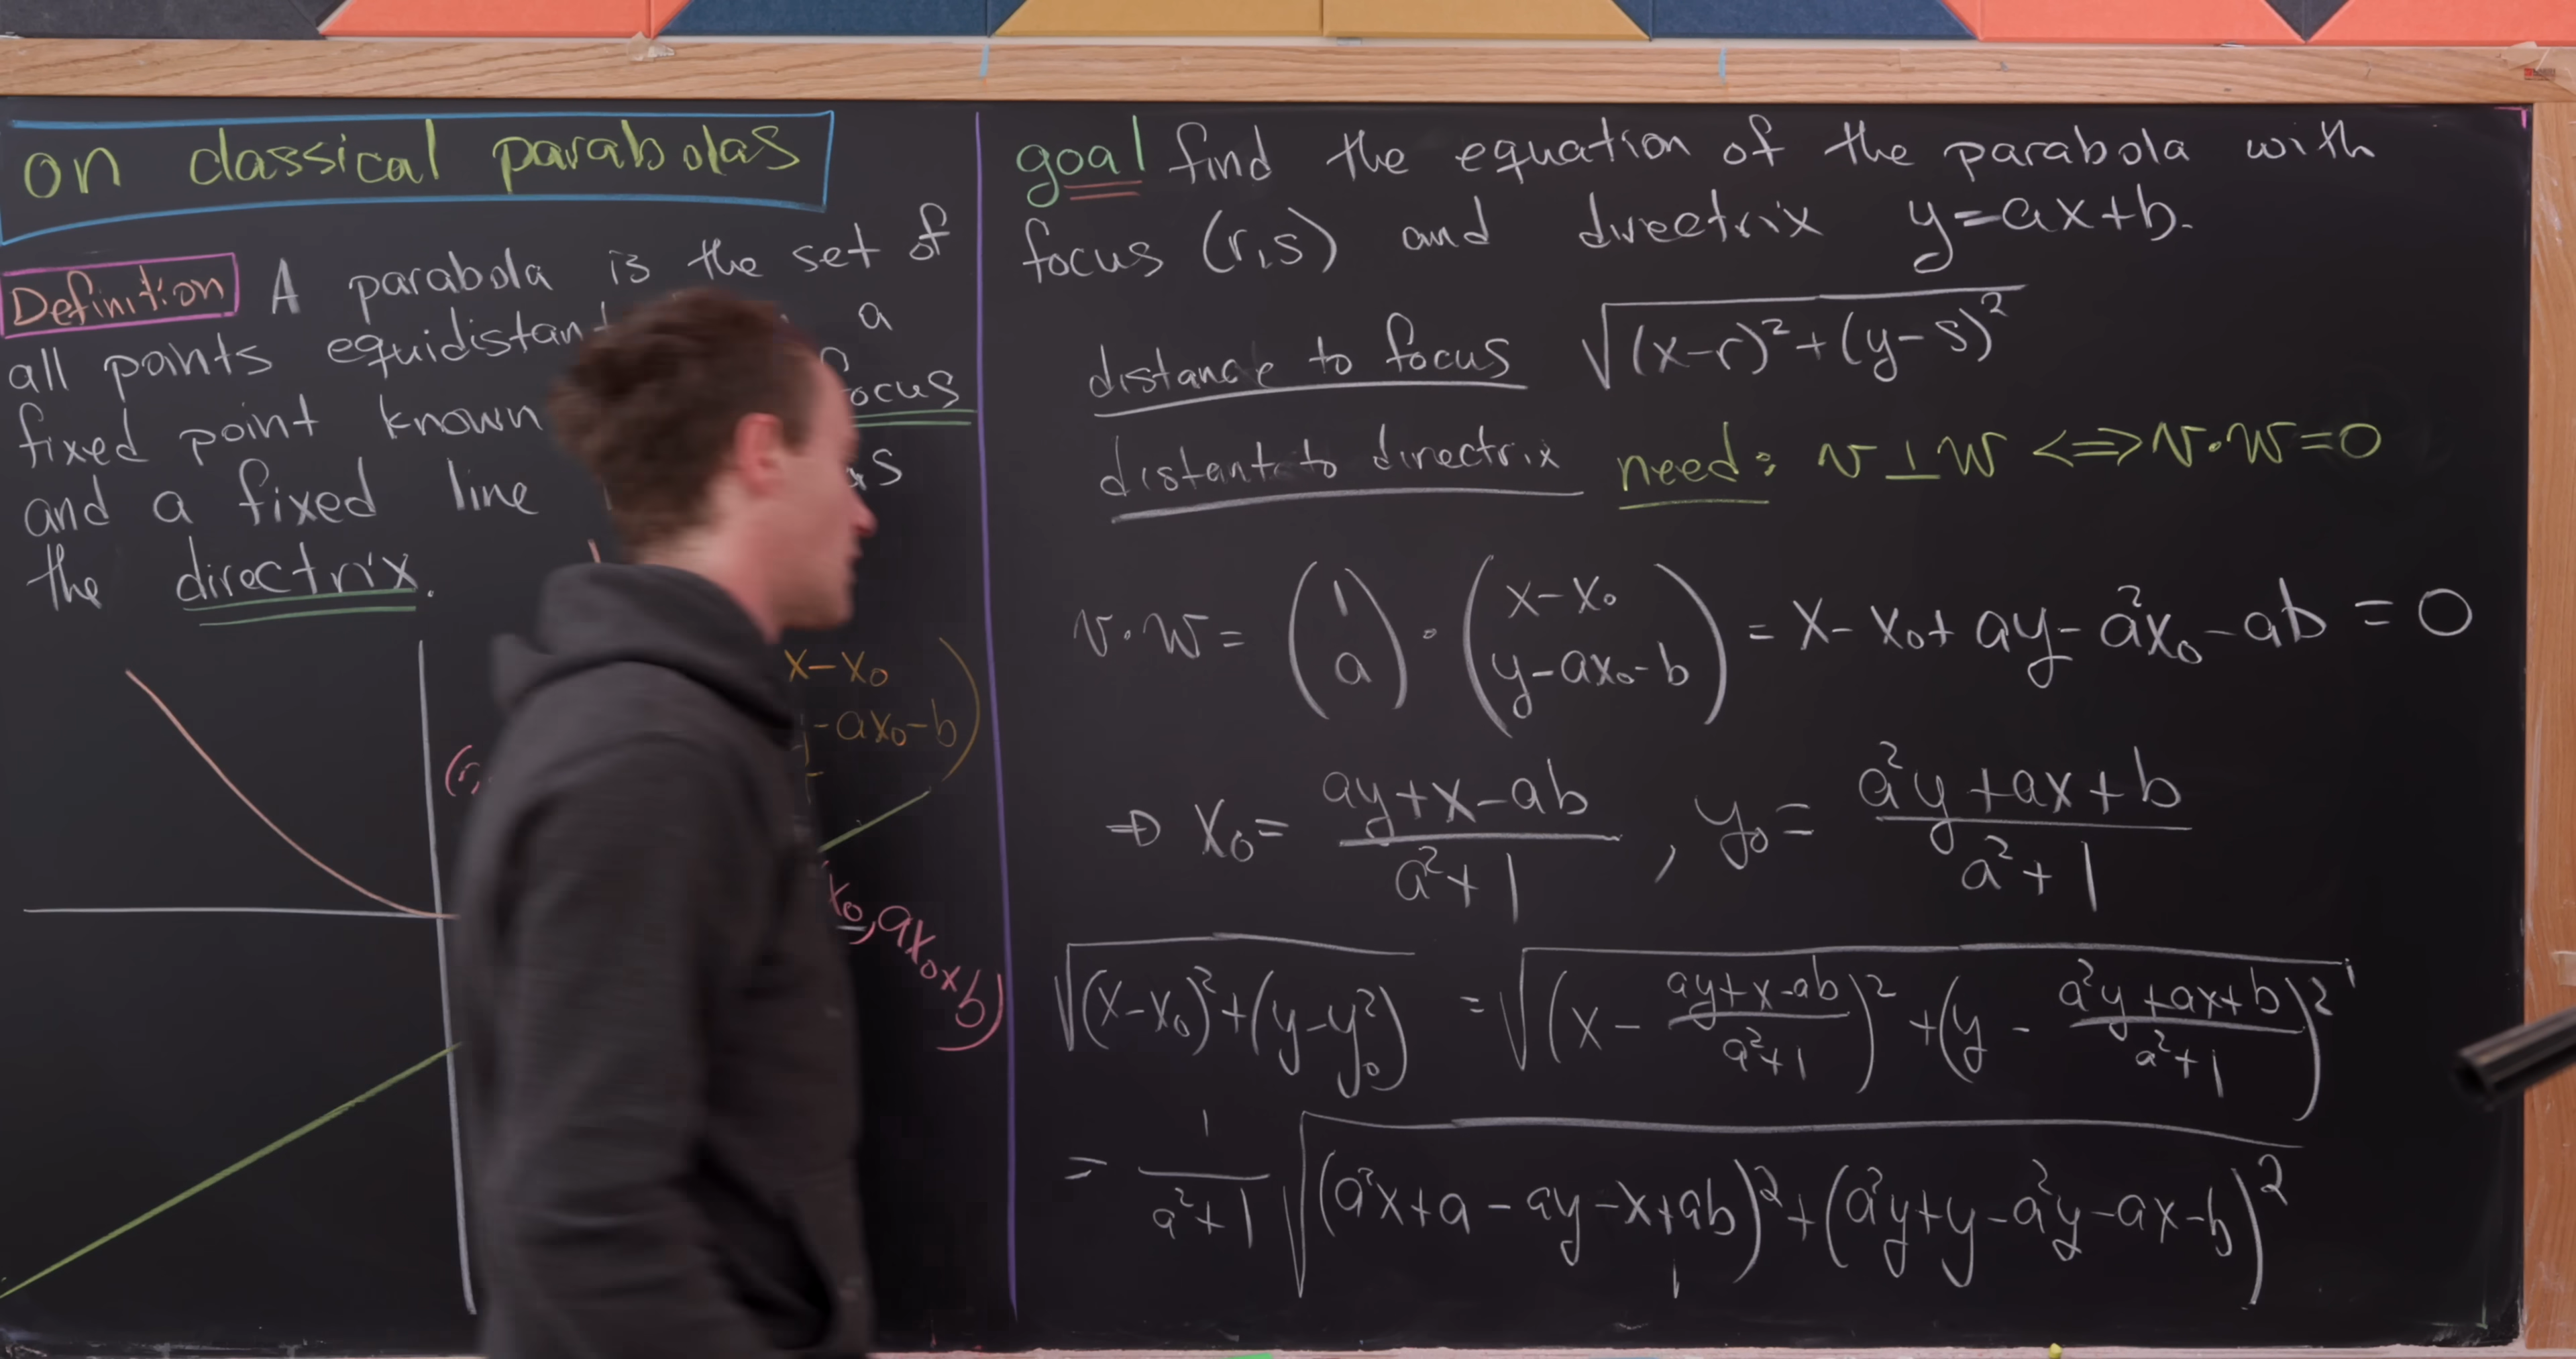 on classical parabolas
Definition A parabola is the set of
all points equidistant a
fixed point known focus
and a fixed line as
the directrix.
x-x₀
y-ax₀-b
(r,
x₀, ax₀+b)
goal find the equation of the parabola with
focus (r,s) and directrix y=ax+b.
distance to focus √((x-r)²+(y-s)²)
distant to directrix need: v⊥w <=> v·w=0
v·w = (1 a) · (x-x₀ y-ax₀-b) = x-x₀+ay-a²x₀-ab = 0
⇒ x₀= (ay+x-ab)/(a²+1), y₀= (a²y+ax+b)/(a²+1)
√((x-x₀)²+(y-y₀²) = √((x-(ay+x-ab)/(a²+1))²+(y-(a²y+ax+b)/(a²+1))²
= 1/(a²+1) √((a²x+a-ay-x+ab)²+(a²y+y-a²y-ax-b)²